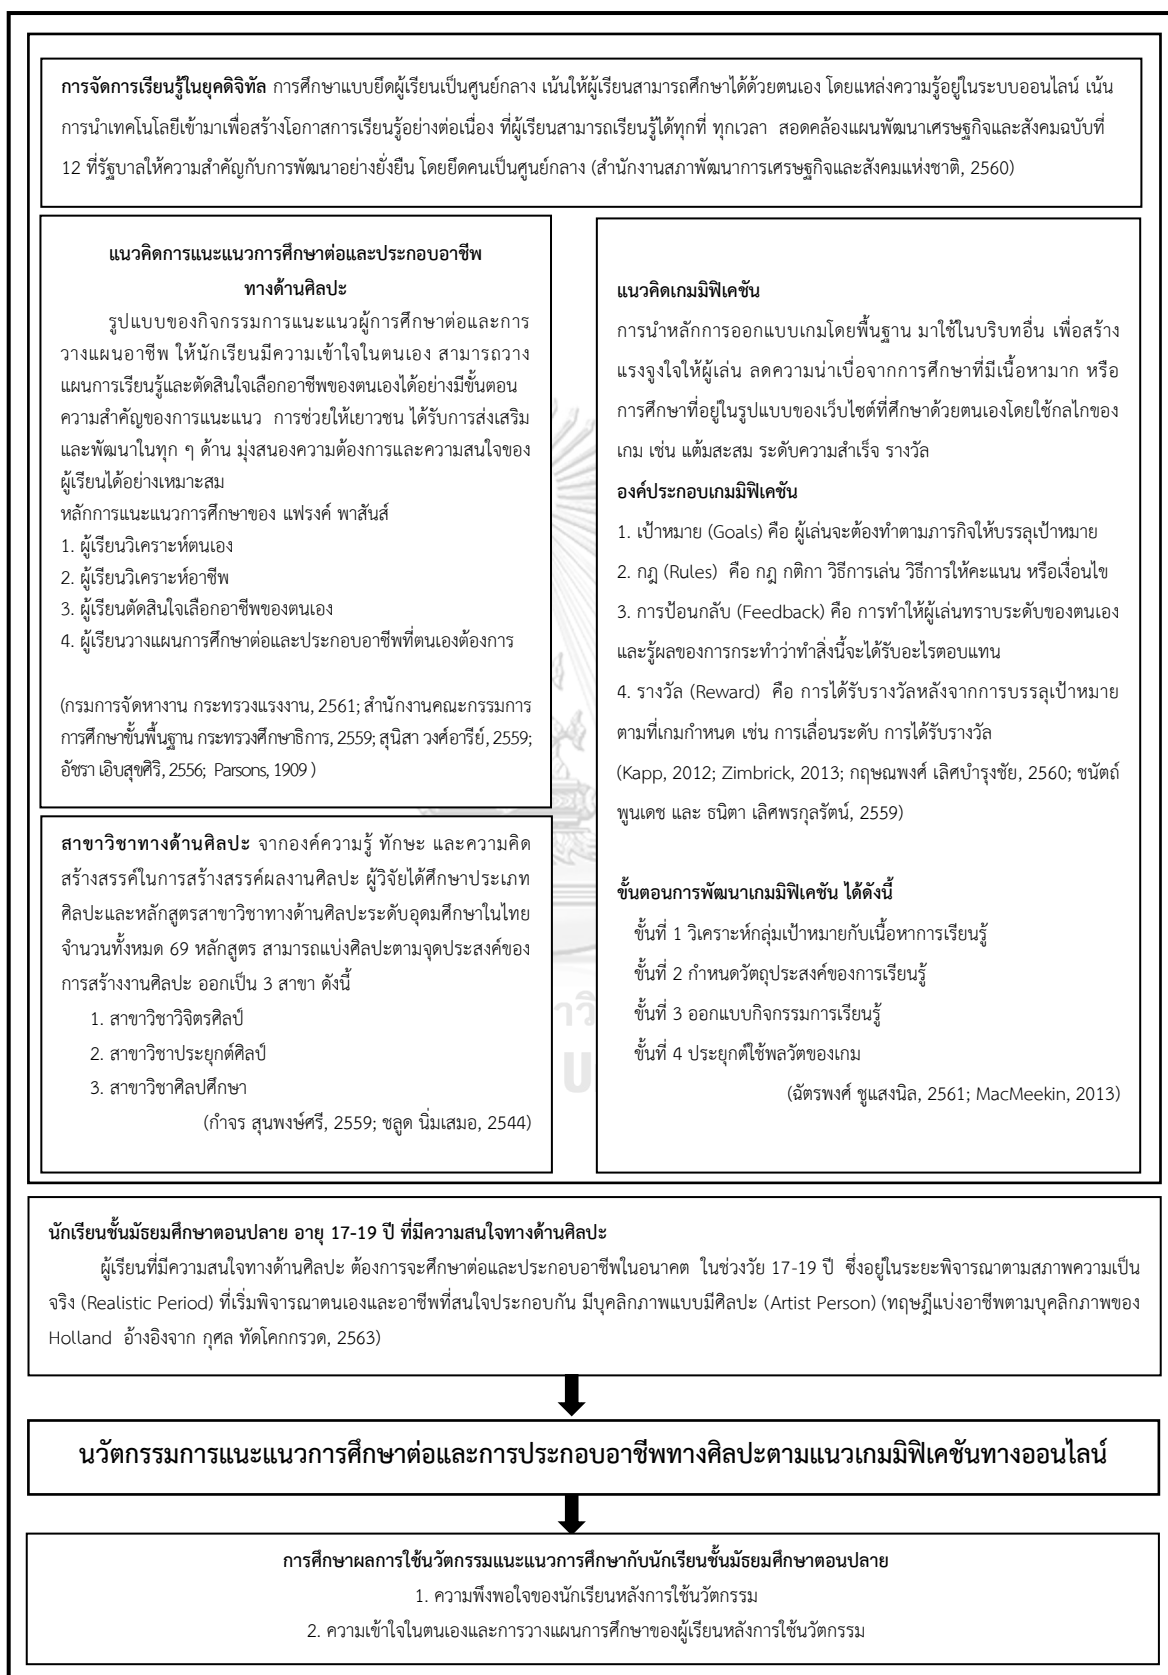 การจัดการเรียนรู้ในยุคดิจิทัล การศึกษาแบบยึดผู้เรียนเป็นศูนย์กลาง เน้นให้ผู้เรียนสามารถศึกษาได้ด้วยตนเอง โดยแหล่งความรู้อยู่ในระบบออนไลน์ เน้น
การนำเทคโนโลยีเข้ามาเพื่อสร้างโอกาสการเรียนรู้อย่างต่อเนื่อง ที่ผู้เรียนสามารถเรียนรู้ได้ทุกที่ ทุกเวลา สอดคล้องแผนพัฒนาเศรษฐกิจและสังคมฉบับที่
12 ที่รัฐบาลให้ความสำคัญกับการพัฒนาอย่างยั่งยืน โดยยึดคนเป็นศูนย์กลาง (สำนักงานสภาพัฒนาการเศรษฐกิจและสังคมแห่งชาติ, 2560)
แนวคิดการแนะแนวการศึกษาต่อและประกอบอาชีพ
ทางด้านศิลปะ
รูปแบบของกิจกรรมการแนะแนวผู้การศึกษาต่อและการ
วางแผนอาชีพ ให้นักเรียนมีความเข้าใจในตนเอง สามารถวาง
แผนการเรียนรู้และตัดสินใจเลือกอาชีพของตนเองได้อย่างมีขั้นตอน
ความสำคัญของการแนะแนว การช่วยให้เยาวชน ได้รับการส่งเสริม
และพัฒนาในทุก ๆ ด้าน มุ่งสนองความต้องการและความสนใจของ
ผู้เรียนได้อย่างเหมาะสม
หลักการแนะแนวการศึกษาของ แฟรงค์ พาสันส์
1. ผู้เรียนวิเคราะห์ตนเอง
2. ผู้เรียนวิเคราะห์อาชีพ
3. ผู้เรียนตัดสินใจเลือกอาชีพของตนเอง
4. ผู้เรียนวางแผนการศึกษาต่อและประกอบอาชีพที่ตนเองต้องการ
(กรมการจัดหางาน กระทรวงแรงงาน, 2561; สำนักงานคณะกรรมการ
การศึกษาขั้นพื้นฐาน กระทรวงศึกษาธิการ, 2559; สุนิสา วงศ์อารีย์, 2559;
อัชรา เอิบสุขศิริ, 2556; Parsons, 1909 )
สาขาวิชาทางด้านศิลปะ จากองค์ความรู้ ทักษะ และความคิด
สร้างสรรค์ในการสร้างสรรค์ผลงานศิลปะ ผู้วิจัยได้ศึกษาประเภท
ศิลปะและหลักสูตรสาขาวิชาทางด้านศิลปะระดับอุดมศึกษาในไทย
จำนวนทั้งหมด 69 หลักสูตร สามารถแบ่งศิลปะตามจุดประสงค์ของ
การสร้างงานศิลปะ ออกเป็น 3 สาขา ดังนี้
1. สาขาวิชาวิจิตรศิลป์
2. สาขาวิชาประยุกต์ศิลป์
3. สาขาวิชาศิลปศึกษา
(กำจร สุนพงษ์ศรี, 2559; ชลูด นิ่มเสมอ, 2544)
แนวคิดเกมมิฟิเคชัน
การนำหลักการออกแบบเกมโดยพื้นฐาน มาใช้ในบริบทอื่น เพื่อสร้าง
แรงจูงใจให้ผู้เล่น ลดความน่าเบื่อจากการศึกษาที่มีเนื้อหามาก หรือ
การศึกษาที่อยู่ในรูปแบบของเว็บไซต์ที่ศึกษาด้วยตนเองโดยใช้กลไกของ
เกม เช่น แต้มสะสม ระดับความสำเร็จ รางวัล
องค์ประกอบเกมมิฟิเคชัน
1. เป้าหมาย (Goals) คือ ผู้เล่นจะต้องทำตามภารกิจให้บรรลุเป้าหมาย
2. กฎ (Rules) คือ กฎ กติกา วิธีการเล่น วิธีการให้คะแนน หรือเงื่อนไข
3. การป้อนกลับ (Feedback) คือ การทำให้ผู้เล่นทราบระดับของตนเอง
และรู้ผลของการกระทำว่าทำสิ่งนี้จะได้รับอะไรตอบแทน
4. รางวัล (Reward) คือ การได้รับรางวัลหลังจากการบรรลุเป้าหมาย
ตามที่เกมกำหนด เช่น การเลื่อนระดับ การได้รับรางวัล
(Kapp, 2012; Zimbrick, 2013; กฤษณพงศ์ เลิศบำรุงชัย, 2560; ชนัตถ์
พูนเดช และ ธนิตา เลิศพรกุลรัตน์, 2559)
ขั้นตอนการพัฒนาเกมมิฟิเคชัน ได้ดังนี้
ขั้นที่ 1 วิเคราะห์กลุ่มเป้าหมายกับเนื้อหาการเรียนรู้
ขั้นที่ 2 กำหนดวัตถุประสงค์ของการเรียนรู้
ขั้นที่ 3 ออกแบบกิจกรรมการเรียนรู้
ขั้นที่ 4 ประยุกต์ใช้พลวัตของเกม
(ฉัตรพงศ์ ชูแสงนิล, 2561; MacMeekin, 2013)
นักเรียนชั้นมัธยมศึกษาตอนปลาย อายุ 17-19 ปี ที่มีความสนใจทางด้านศิลปะ
ผู้เรียนที่มีความสนใจทางด้านศิลปะ ต้องการจะศึกษาต่อและประกอบอาชีพในอนาคต ในช่วงวัย 17-19 ปี ซึ่งอยู่ในระยะพิจารณาตามสภาพความเป็น
จริง (Realistic Period) ที่เริ่มพิจารณาตนเองและอาชีพที่สนใจประกอบกัน มีบุคลิกภาพแบบมีศิลปะ (Artist Person) (ทฤษฎีแบ่งอาชีพตามบุคลิกภาพของ
Holland อ้างอิงจาก กุศล ทัดโคกกรวด, 2563)
นวัตกรรมการแนะแนวการศึกษาต่อและการประกอบอาชีพทางศิลปะตามแนวเกมมิฟิเคชันทางออนไลน์
การศึกษาผลการใช้นวัตกรรมแนะแนวการศึกษากับนักเรียนชั้นมัธยมศึกษาตอนปลาย
1. ความพึงพอใจของนักเรียนหลังการใช้นวัตกรรม
2. ความเข้าใจในตนเองและการวางแผนการศึกษาของผู้เรียนหลังการใช้นวัตกรรม